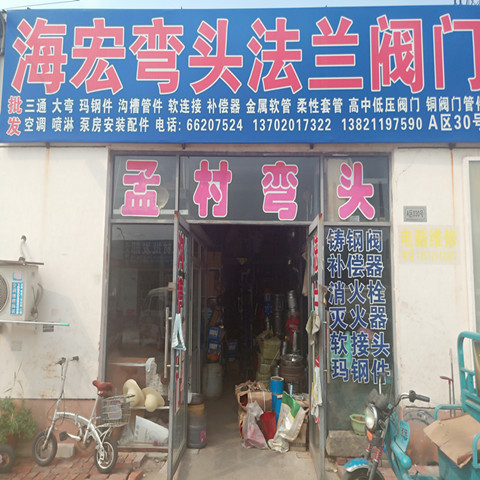 海宏弯头法兰阀门
批发 三通 大弯 玛钢件 沟槽管件 软连接 补偿器 金属软管 柔性套管 高中低压阀门 铜阀门管件
空调 喷淋 泵房安装配件 电话: 66207524 13702017322 13821197590 A区30号
孟村弯头
铸钢阀
补偿器
消火栓
灭火器
软接头
玛钢件